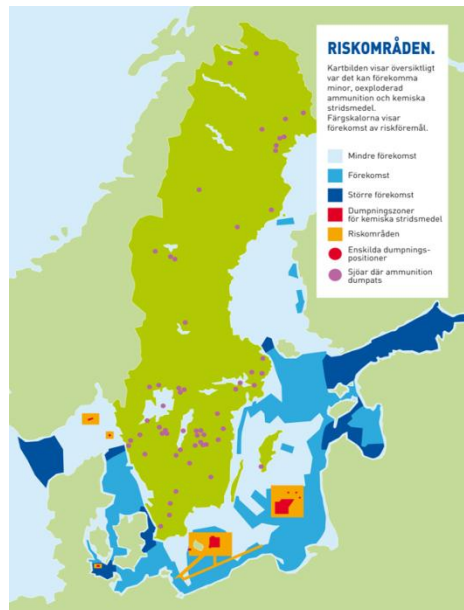 RISKOMRÅDEN.
Kartbilden visar översiktligt
var det kan förekomma
minor, oexploderad
ammunition och kemiska
stridsmedel.
Färgskalorna visar
förekomst av riskföremål.
Mindre förekomst
Förekomst
Större förekomst
Dumpningszoner
för kemiska stridsmedel
Riskområden
Enskilda dumpnings-
positioner
Sjöar där ammunition
dumpats